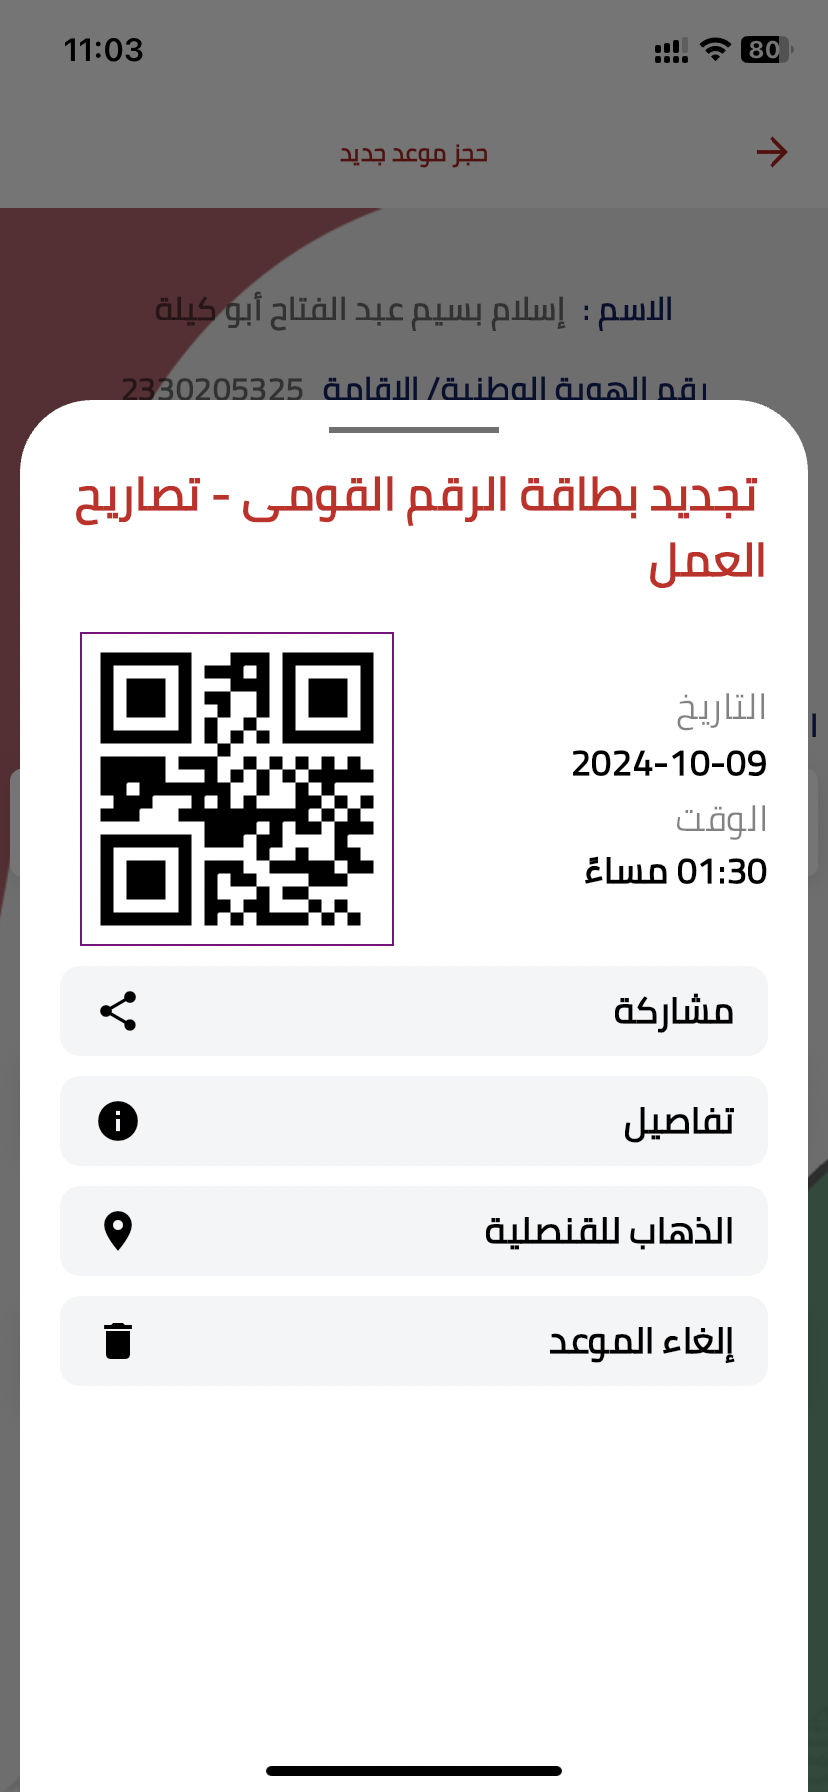 11:03
80
حجز موعد جديد
الاسم : إسلام بسيم عبد الفتاح أبو كيلة
رقم الهوية الوطنية/ الإقامة 2330205325
تجديد بطاقة الرقم القومى - تصاريح
العمل
التاريخ
2024-10-09
الوقت
01:30 مساءً
مشاركة
تفاصيل
الذهاب للقنصلية
إلغاء الموعد